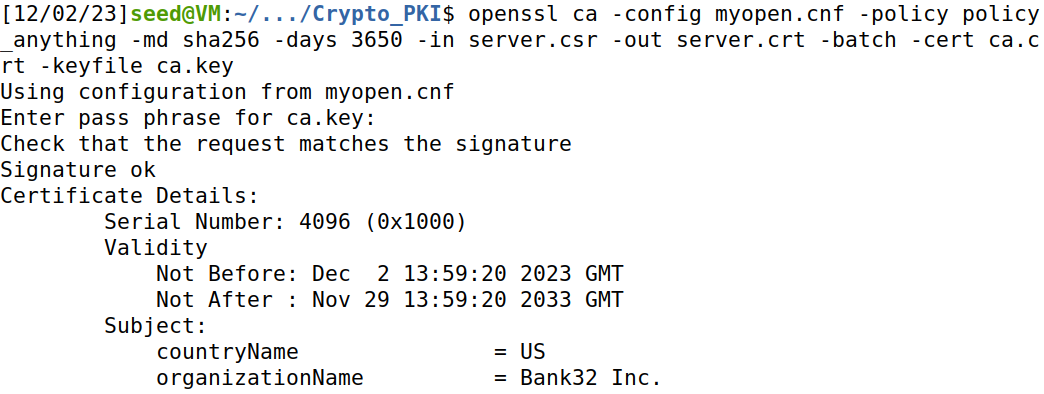 [12/02/23]seed@VM:~/.../Crypto_PKI$ openssl ca -config myopen.cnf -policy policy
_anything -md sha256 -days 3650 -in server.csr -out server.crt -batch -cert ca.c
rt -keyfile ca.key
Using configuration from myopen.cnf
Enter pass phrase for ca.key:
Check that the request matches the signature
Signature ok
Certificate Details:
        Serial Number: 4096 (0x1000)
        Validity
            Not Before: Dec  2 13:59:20 2023 GMT
            Not After : Nov 29 13:59:20 2033 GMT
        Subject:
            countryName               = US
            organizationName          = Bank32 Inc.